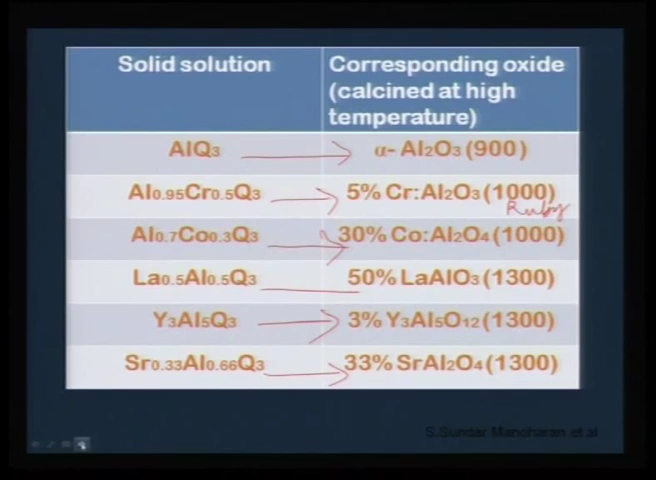 Solid solution
Corresponding oxide
(calcined at high
temperature)
AlQ3
α- Al2O3 (900)
Al0.95Cr0.5Q3
5% Cr:Al2O3 (1000)
Ruby
Al0.7Co0.3Q3
30% Co:Al2O4 (1000)
La0.5Al0.5Q3
50% LaAlO3 (1300)
Y3Al5Q3
3% Y3Al5O12 (1300)
Sr0.33Al0.66Q3
33% SrAl2O4 (1300)
S.Sundar Manoharan et al